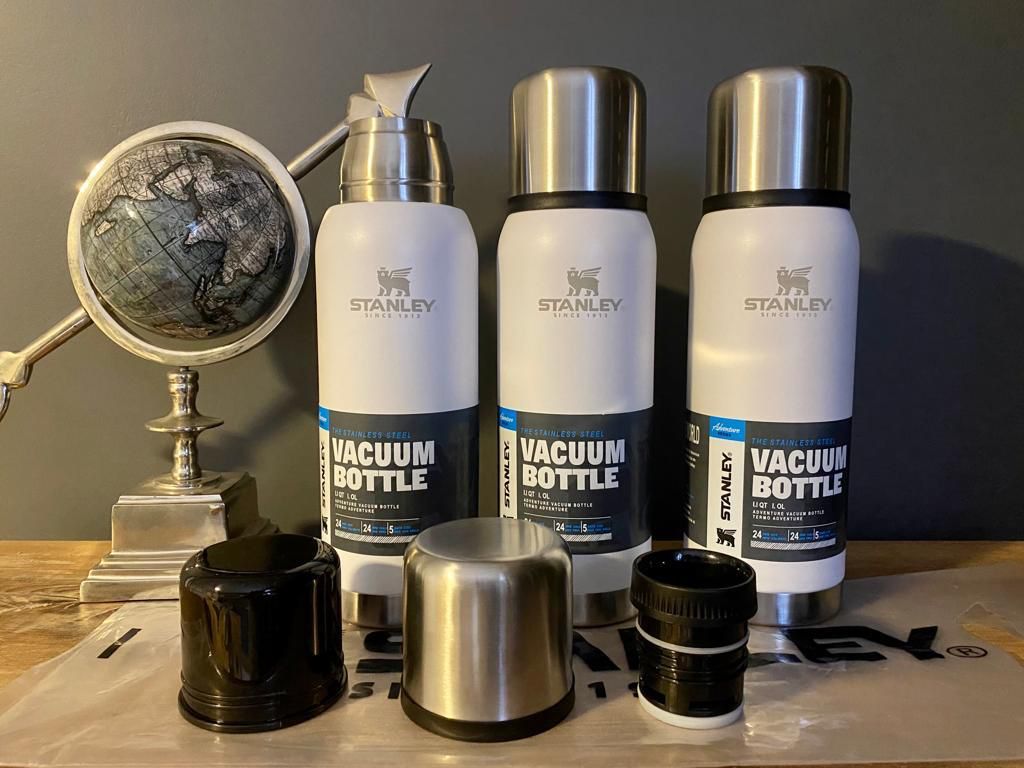 STANLEY.
SINCE 1913
THE STAINLESS STEEL
VACUUM
BOTTLE
1.1 QT 1.0L
ADVENTURE VACUUM BOTTLE
TERMO ADVENTURE
24
24
5
STANLEY
STANLEY.
SINCE 1913
THE STAINLESS STEEL
VACUUM
BOTTLE
1.1 QT 1.0L
ADVENTURE VACUUM BOTTLE
TERMO ADVENTURE
24
5
STANLEY
STANLEY.
SINCE 1913
Adventure
THE STAINLESS STEEL
VACUUM
BOTTLE
1.1 QT 1.0L
ADVENTURE VACUUM BOTTLE
TERMO ADVENTURE
24
24
5
STANLEY
®